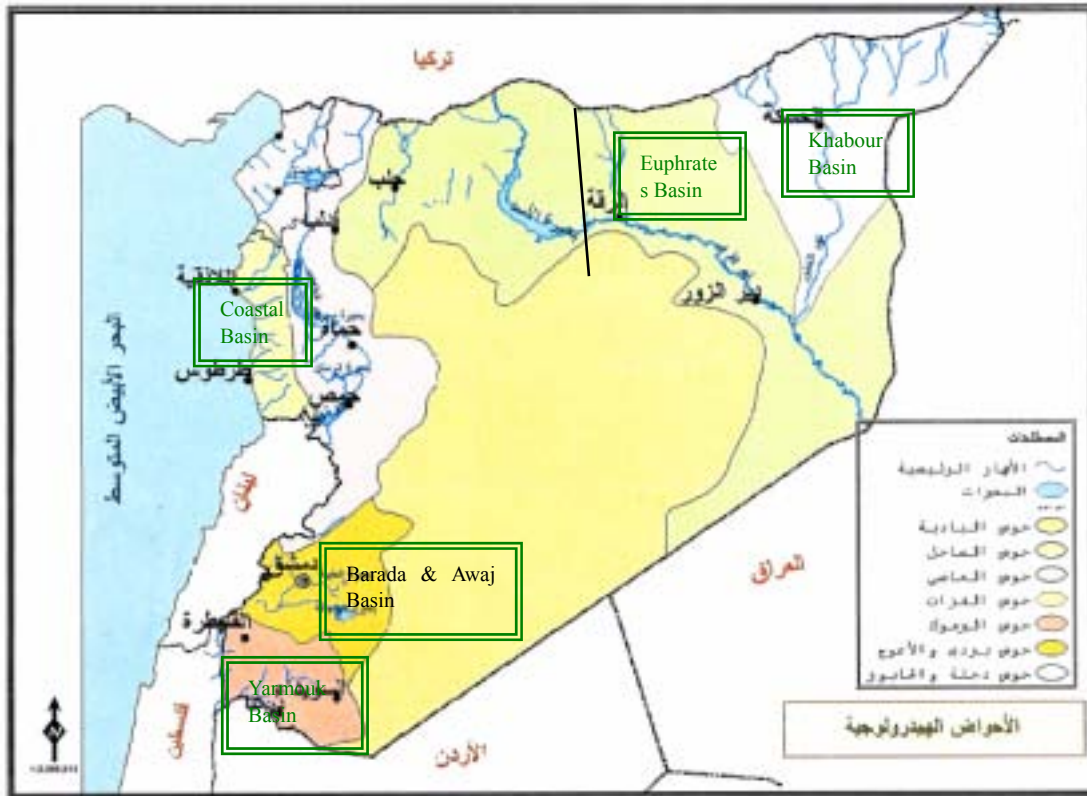 تركيا
الحسكة
Khabour
Basin
Euphrate
s Basin
حلب
الرقة
إدلب
دير الزور
اللاذقية
Coastal
Basin
حماة
طرطوس
حمص
البحر الأبيض المتوسط
لبنان
المصطلحات
الأنهار الرئيسية
البحيرات
حوض البادية
حوض الساحل
حوض العاصي
حوض الفرات
حوض اليرموك
حوض بردى والأعوج
حوض دجلة والخابور
العراق
دمشق
Barada & Awaj
Basin
القنيطرة
Yarmouk
Basin
فلسطين
الأردن
الأحواض الهيدرولوجية
N